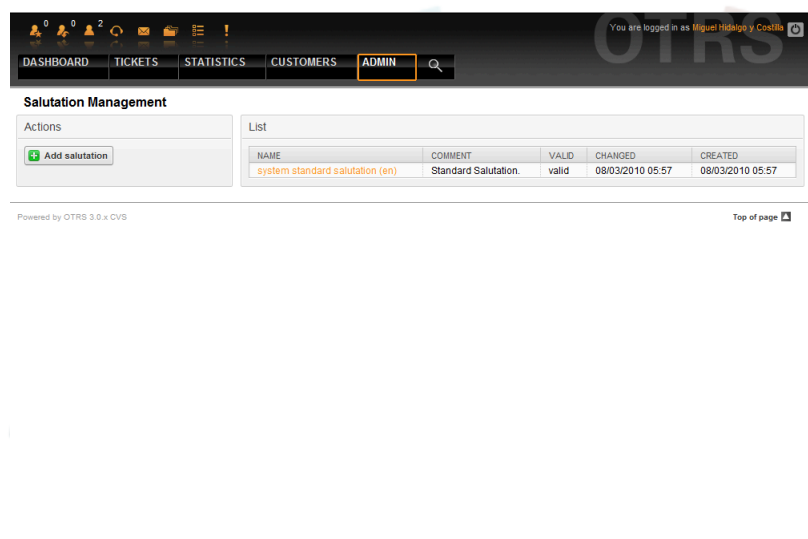 0 0 2
You are logged in as Miguel Hidalgo y Costilla
OTRS
DASHBOARD TICKETS STATISTICS CUSTOMERS ADMIN
Salutation Management
Actions
Add salutation
List
NAME COMMENT VALID CHANGED CREATED
system standard salutation (en) Standard Salutation. valid 08/03/2010 05:57 08/03/2010 05:57
Powered by OTRS 3.0.x CVS
Top of page